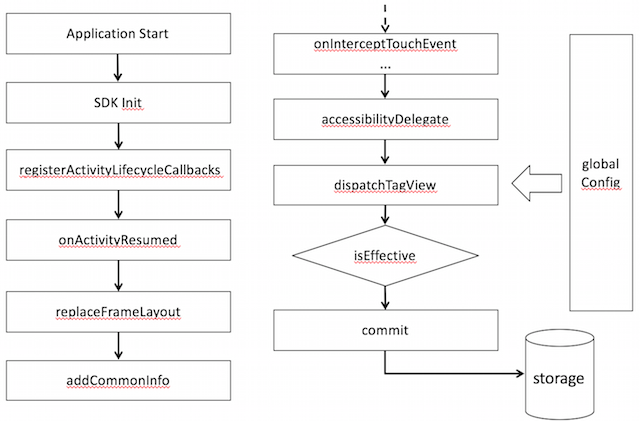 Application Start
SDK Init
registerActivityLifecycleCallbacks
onActivityResumed
replaceFrameLayout
addCommonInfo
onInterceptTouchEvent
...
accessibilityDelegate
dispatchTagView
isEffective
commit
global
Config
storage